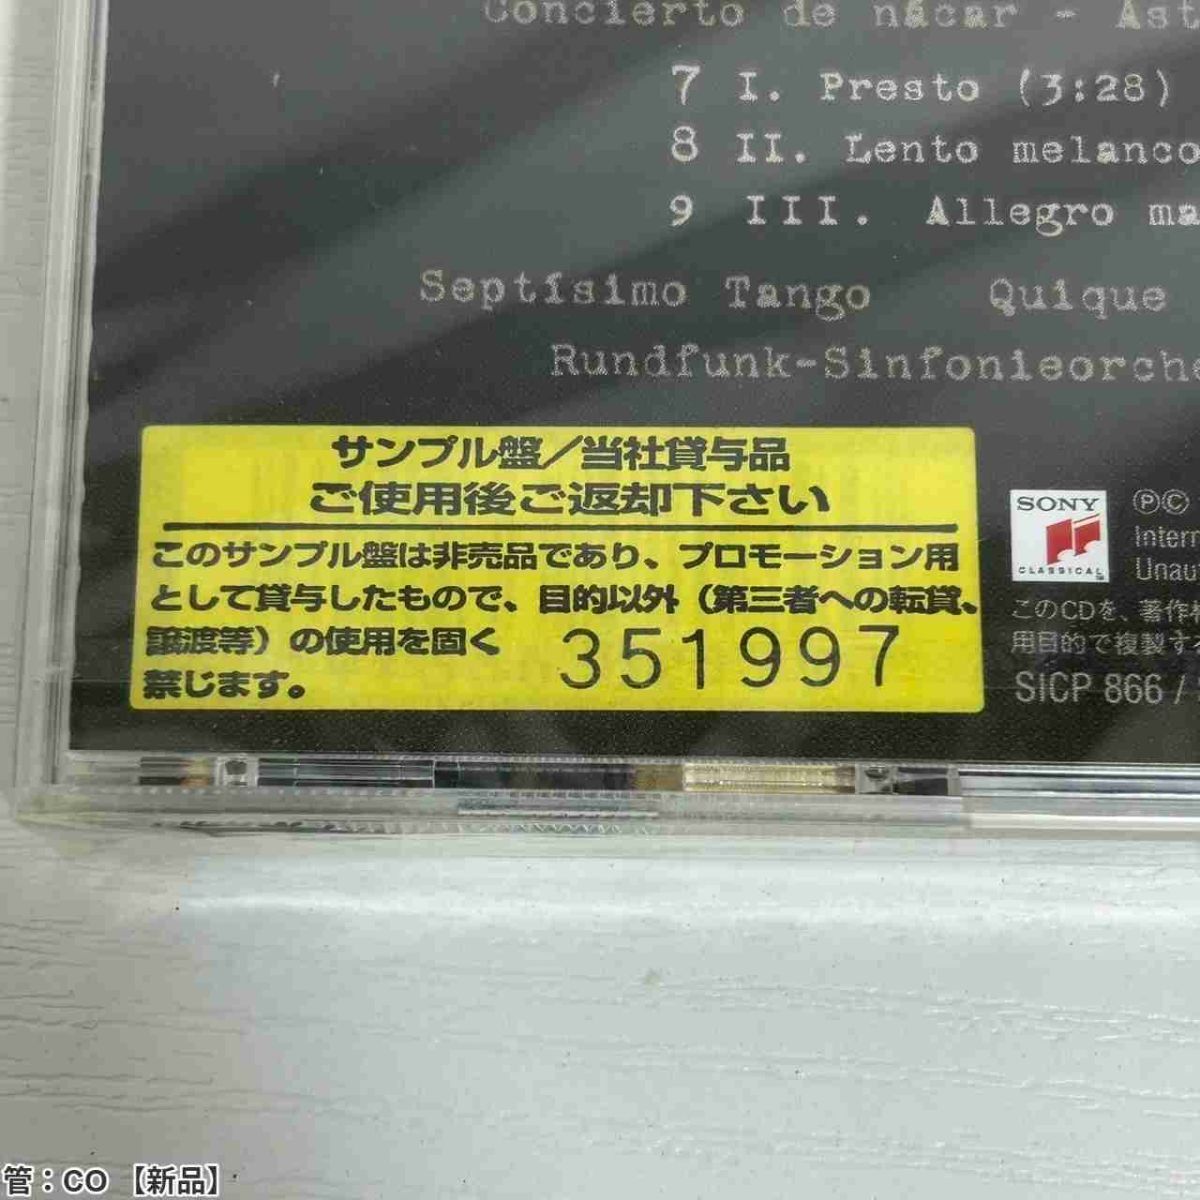 Concierto de nácar - Ast
7 I. Presto (3:28)
8 II. Lento melanco
9 III. Allegro ma
Septísimo Tango Quique
Rundfunk-Sinfonieorche
サンプル盤/当社貸与品
ご使用後ご返却下さい
このサンプル盤は非売品であり、プロモーション用
として貸与したもので、目的以外（第三者への転貸、
譲渡等）の使用を固く
禁じます。
351997
SONY
CLASSICAL
℗©
Intern
Unau
このCDを、著作
用目的で複製す
SICP 866 /
管：CO 【新品】